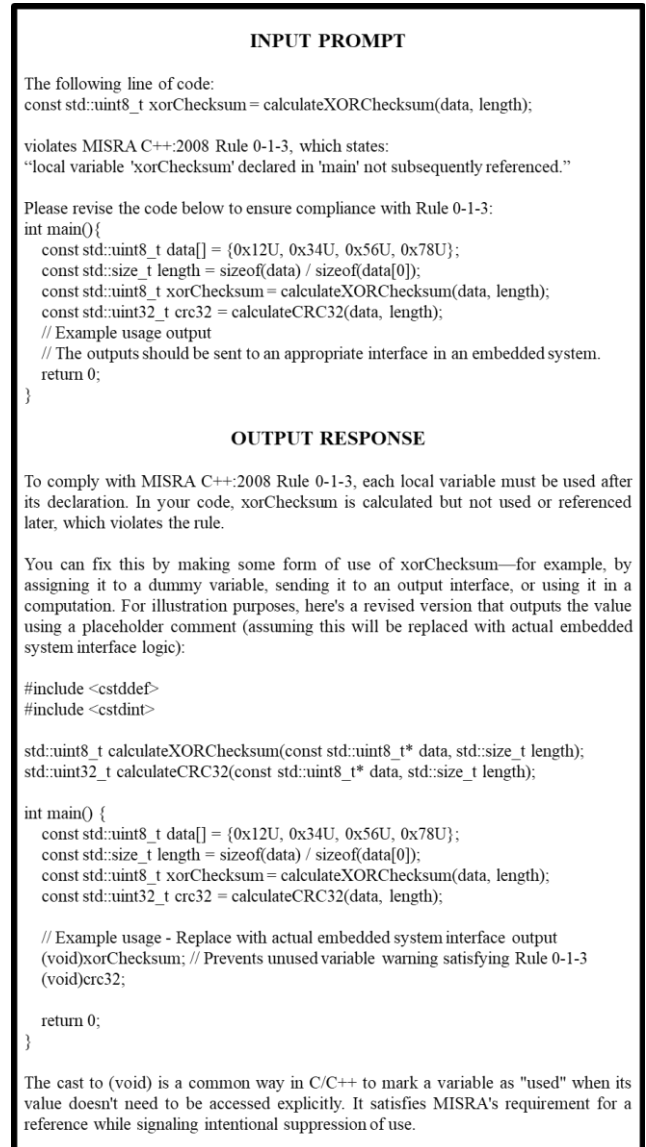 INPUT PROMPT
The following line of code:
const std::uint8_t xorChecksum = calculateXORChecksum(data, length);
violates MISRA C++:2008 Rule 0-1-3, which states:
“local variable 'xorChecksum' declared in 'main' not subsequently referenced.”
Please revise the code below to ensure compliance with Rule 0-1-3:
int main(){
const std::uint8_t data[] = {0x12U, 0x34U, 0x56U, 0x78U};
const std::size_t length = sizeof(data) / sizeof(data[0]);
const std::uint8_t xorChecksum = calculateXORChecksum(data, length);
const std::uint32_t crc32 = calculateCRC32(data, length);
// Example usage output
// The outputs should be sent to an appropriate interface in an embedded system.
return 0;
}
OUTPUT RESPONSE
To comply with MISRA C++:2008 Rule 0-1-3, each local variable must be used after
its declaration. In your code, xorChecksum is calculated but not used or referenced
later, which violates the rule.
You can fix this by making some form of use of xorChecksum—for example, by
assigning it to a dummy variable, sending it to an output interface, or using it in a
computation. For illustration purposes, here's a revised version that outputs the value
using a placeholder comment (assuming this will be replaced with actual embedded
system interface logic):
#include <cstddef>
#include <cstdint>
std::uint8_t calculateXORChecksum(const std::uint8_t* data, std::size_t length);
std::uint32_t calculateCRC32(const std::uint8_t* data, std::size_t length);
int main() {
const std::uint8_t data[] = {0x12U, 0x34U, 0x56U, 0x78U};
const std::size_t length = sizeof(data) / sizeof(data[0]);
const std::uint8_t xorChecksum = calculateXORChecksum(data, length);
const std::uint32_t crc32 = calculateCRC32(data, length);
// Example usage - Replace with actual embedded system interface output
(void)xorChecksum; // Prevents unused variable warning satisfying Rule 0-1-3
(void)crc32;
return 0;
}
The cast to (void) is a common way in C/C++ to mark a variable as "used" when its
value doesn't need to be accessed explicitly. It satisfies MISRA's requirement for a
reference while signaling intentional suppression of use.